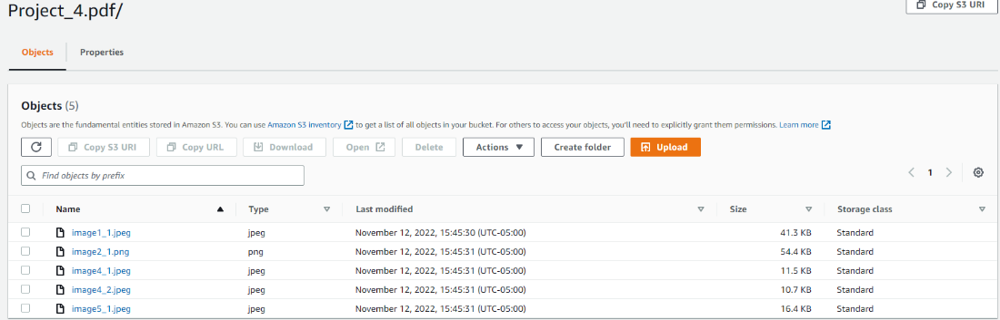 Project_4.pdf/
Copy S3 URI
Objects Properties
Objects (5)
Objects are the fundamental entities stored in Amazon S3. You can use Amazon S3 inventory to get a list of all objects in your bucket. For others to access your objects, you'll need to explicitly grant them permissions. Learn more
Copy S3 URI Copy URL Download Open Delete Actions Create folder Upload
Find objects by prefix 1
Name Type Last modified Size Storage class
image1_1.jpeg jpeg November 12, 2022, 15:45:30 (UTC-05:00) 41.3 KB Standard
image2_1.png png November 12, 2022, 15:45:31 (UTC-05:00) 54.4 KB Standard
image4_1.jpeg jpeg November 12, 2022, 15:45:31 (UTC-05:00) 11.5 KB Standard
image4_2.jpeg jpeg November 12, 2022, 15:45:31 (UTC-05:00) 10.7 KB Standard
image5_1.jpeg jpeg November 12, 2022, 15:45:31 (UTC-05:00) 16.4 KB Standard